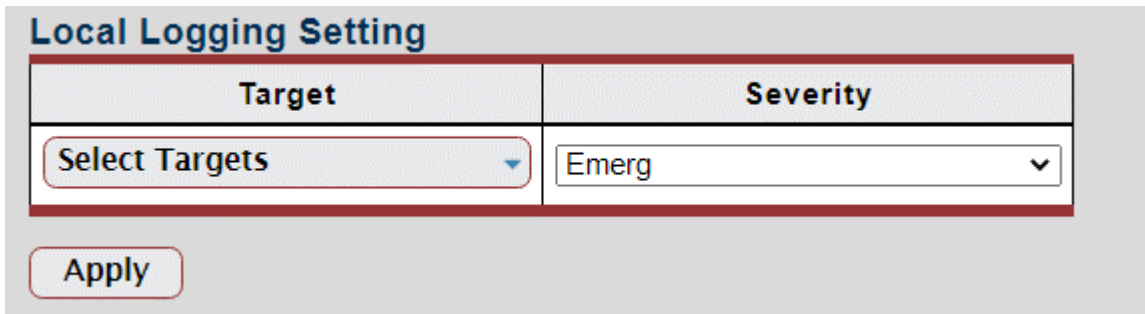 Local Logging Setting
Target Severity
Select Targets Emerg
Apply